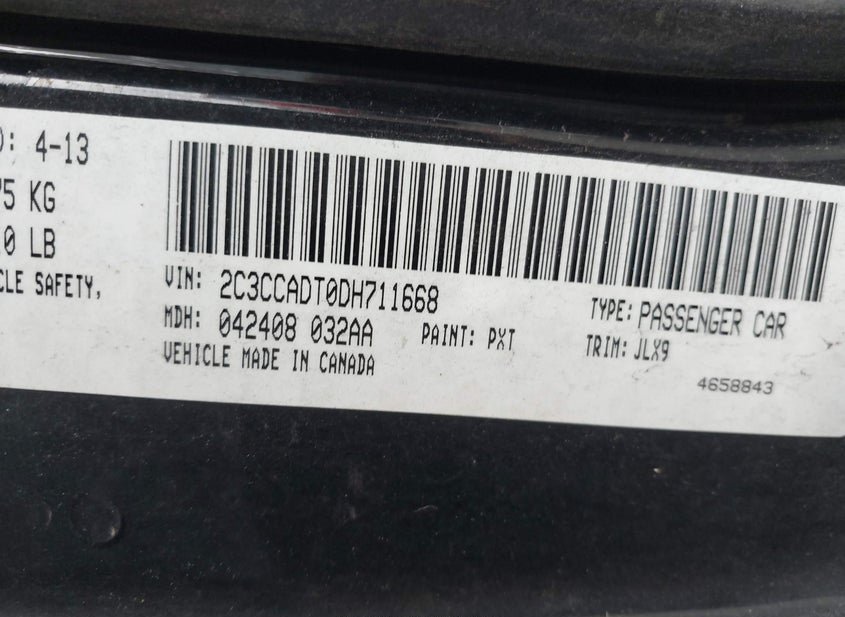 ): 4-13
75 KG
0 LB
CLE SAFETY,
VIN: 2C3CCADT0DH711668
TYPE: PASSENGER CAR
MDH: 042408 032AA PAINT: PXT
TRIM: JLX9
VEHICLE MADE IN CANADA
4658843